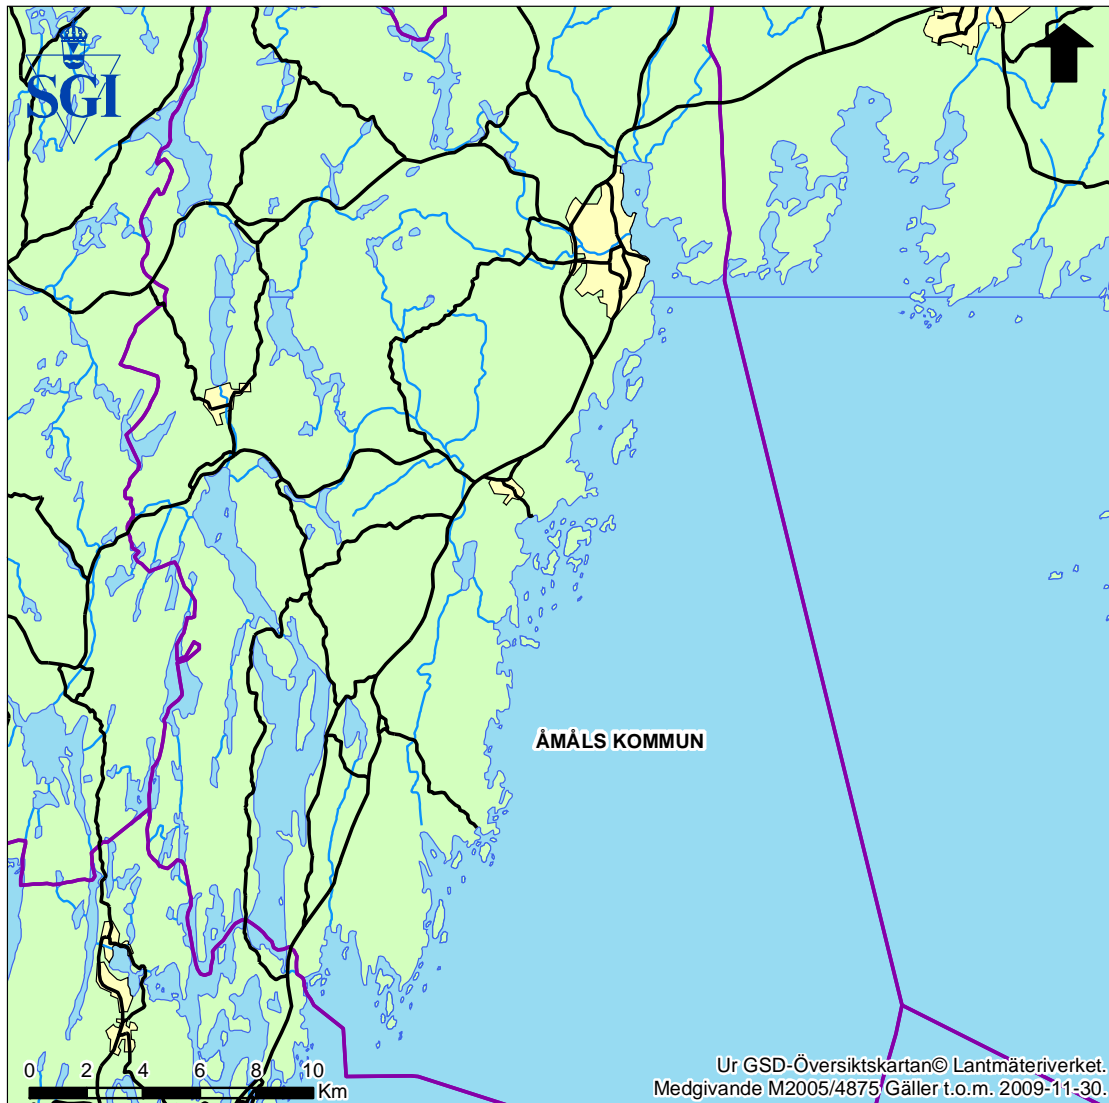 SGI
ÅMÅLS KOMMUN
0 2 4 6 8 10
Km
Ur GSD-Översiktskartan© Lantmäteriverket.
Medgivande M2005/4875 Gäller t.o.m. 2009-11-30.